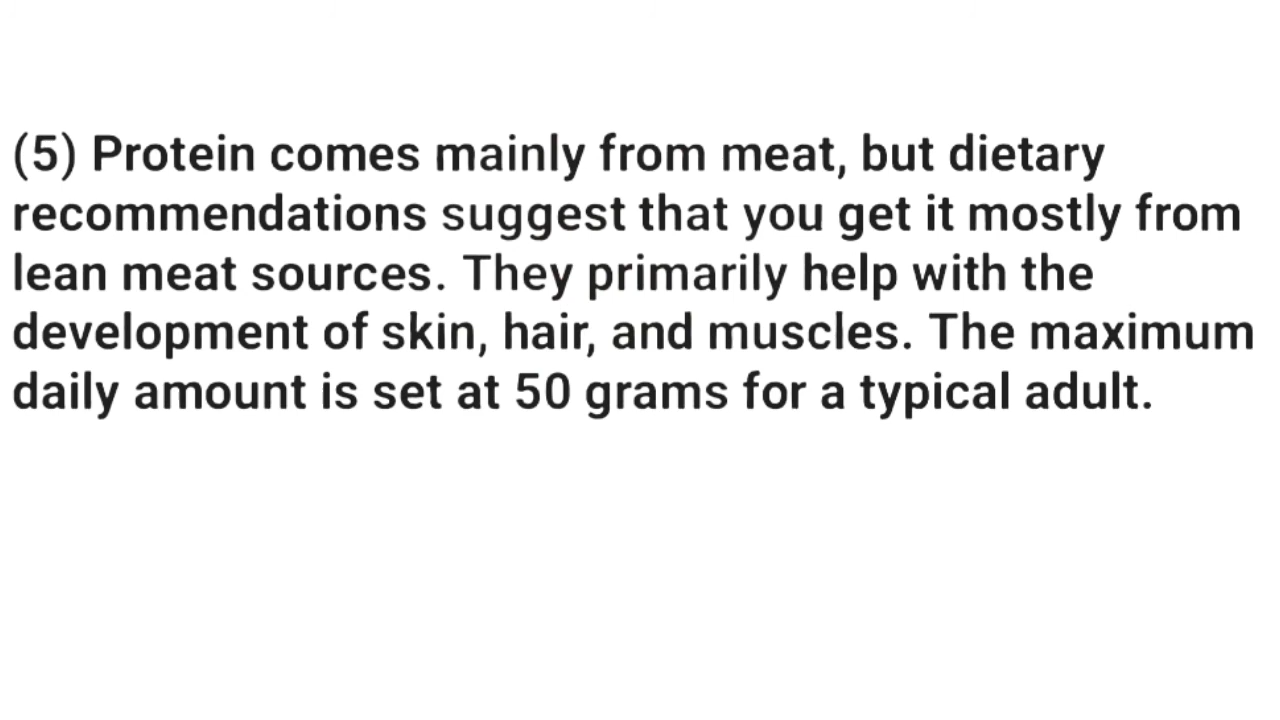 (5) Protein comes mainly from meat, but dietary
recommendations suggest that you get it mostly from
lean meat sources. They primarily help with the
development of skin, hair, and muscles. The maximum
daily amount is set at 50 grams for a typical adult.